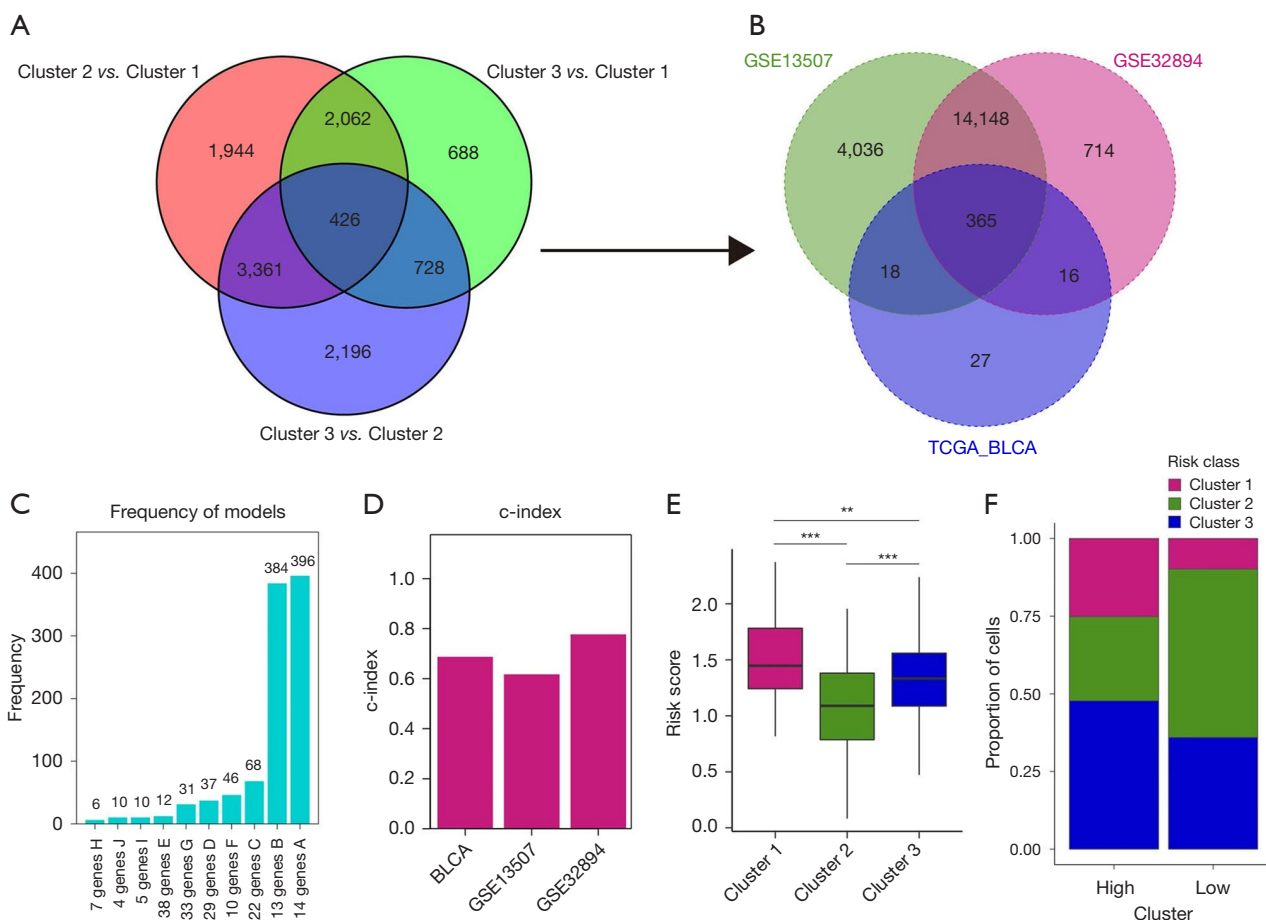 A
Cluster 2 vs. Cluster 1
Cluster 3 vs. Cluster 1
2,062
1,944
688
426
3,361
728
2,196
Cluster 3 vs. Cluster 2
B
GSE13507
GSE32894
14,148
4,036
714
365
18
16
27
TCGA_BLCA
C
Frequency of models
Frequency
400
300
200
100
0
6
10
10
12
31
37
46
68
384
396
7 genes H
4 genes J
5 genes I
38 genes E
33 genes G
29 genes D
10 genes F
22 genes C
13 genes B
14 genes A
D
c-index
c-index
1.0
0.8
0.6
0.4
0.2
0.0
BLCA
GSE13507
GSE32894
E
Risk score
2.0
1.5
1.0
0.5
0.0
**
***
***
Cluster 1
Cluster 2
Cluster 3
F
Risk class
Cluster 1
Cluster 2
Cluster 3
Proportion of cells
1.00
0.75
0.50
0.25
0.00
High
Low
Cluster